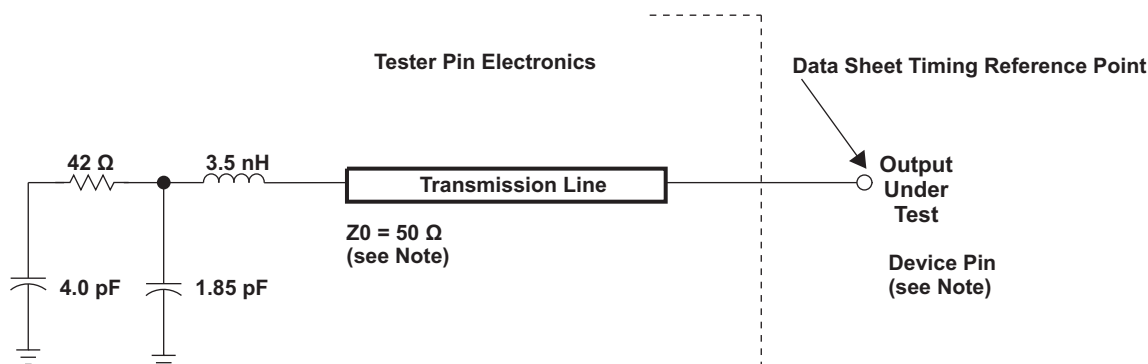 Tester Pin Electronics
Data Sheet Timing Reference Point
42 Ω
3.5 nH
Transmission Line
Output
Under
Test
Z0 = 50 Ω
(see Note)
Device Pin
(see Note)
4.0 pF
1.85 pF